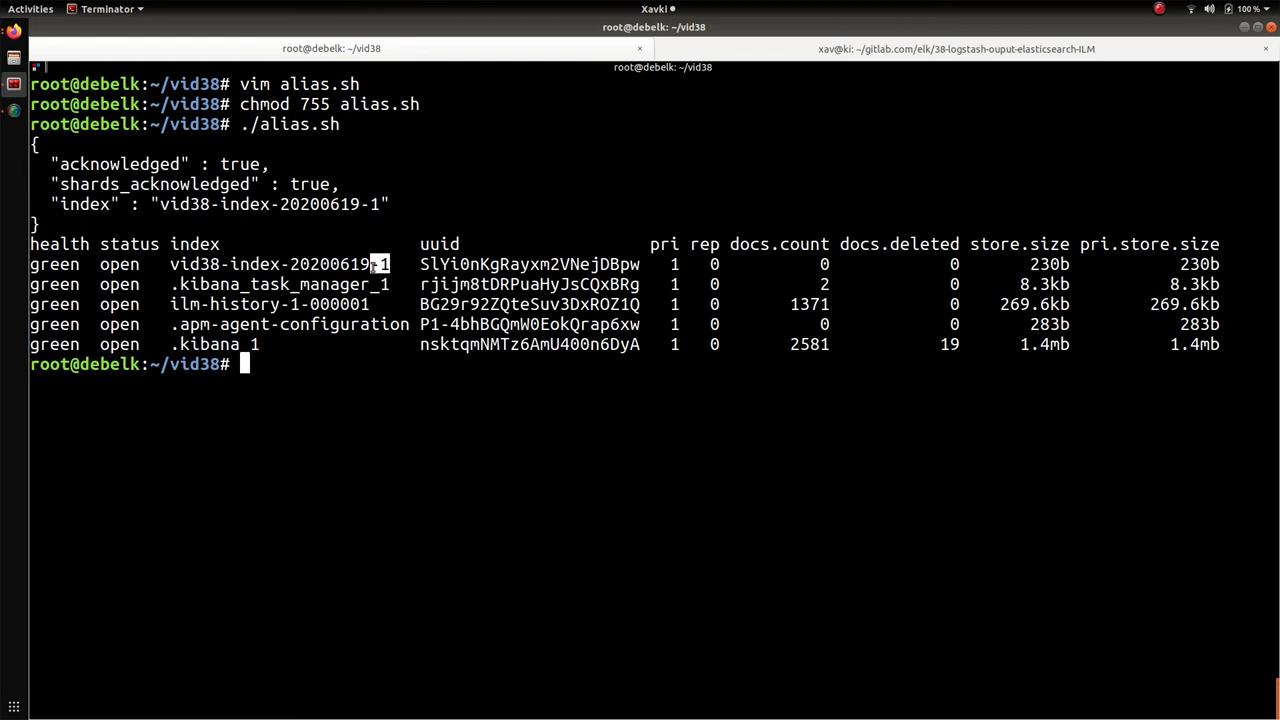 Activities Terminator Xavki 100%
root@debelk: ~/vid38
root@debelk: ~/vid38 × xav@ki: ~/gitlab.com/elk/38-logstash-ouput-elasticsearch-ILM ×
root@debelk: ~/vid38
root@debelk:~/vid38# vim alias.sh
root@debelk:~/vid38# chmod 755 alias.sh
root@debelk:~/vid38# ./alias.sh
{
"acknowledged" : true,
"shards_acknowledged" : true,
"index" : "vid38-index-20200619-1"
}
health status index uuid pri rep docs.count docs.deleted store.size pri.store.size
green open vid38-index-20200619-1 SlYi0nKgRayxm2VNejDBpw 1 0 0 0 230b 230b
green open .kibana_task_manager_1 rjijm8tDRPuaHyJsCQxBRg 1 0 2 0 8.3kb 8.3kb
green open ilm-history-1-000001 BG29r92ZQteSuv3DxROZ1Q 1 0 1371 0 269.6kb 269.6kb
green open .apm-agent-configuration P1-4bhBGQmW0EokQrap6xw 1 0 0 0 283b 283b
green open .kibana_1 nsktqmNMTz6AmU400n6DyA 1 0 2581 19 1.4mb 1.4mb
root@debelk:~/vid38#